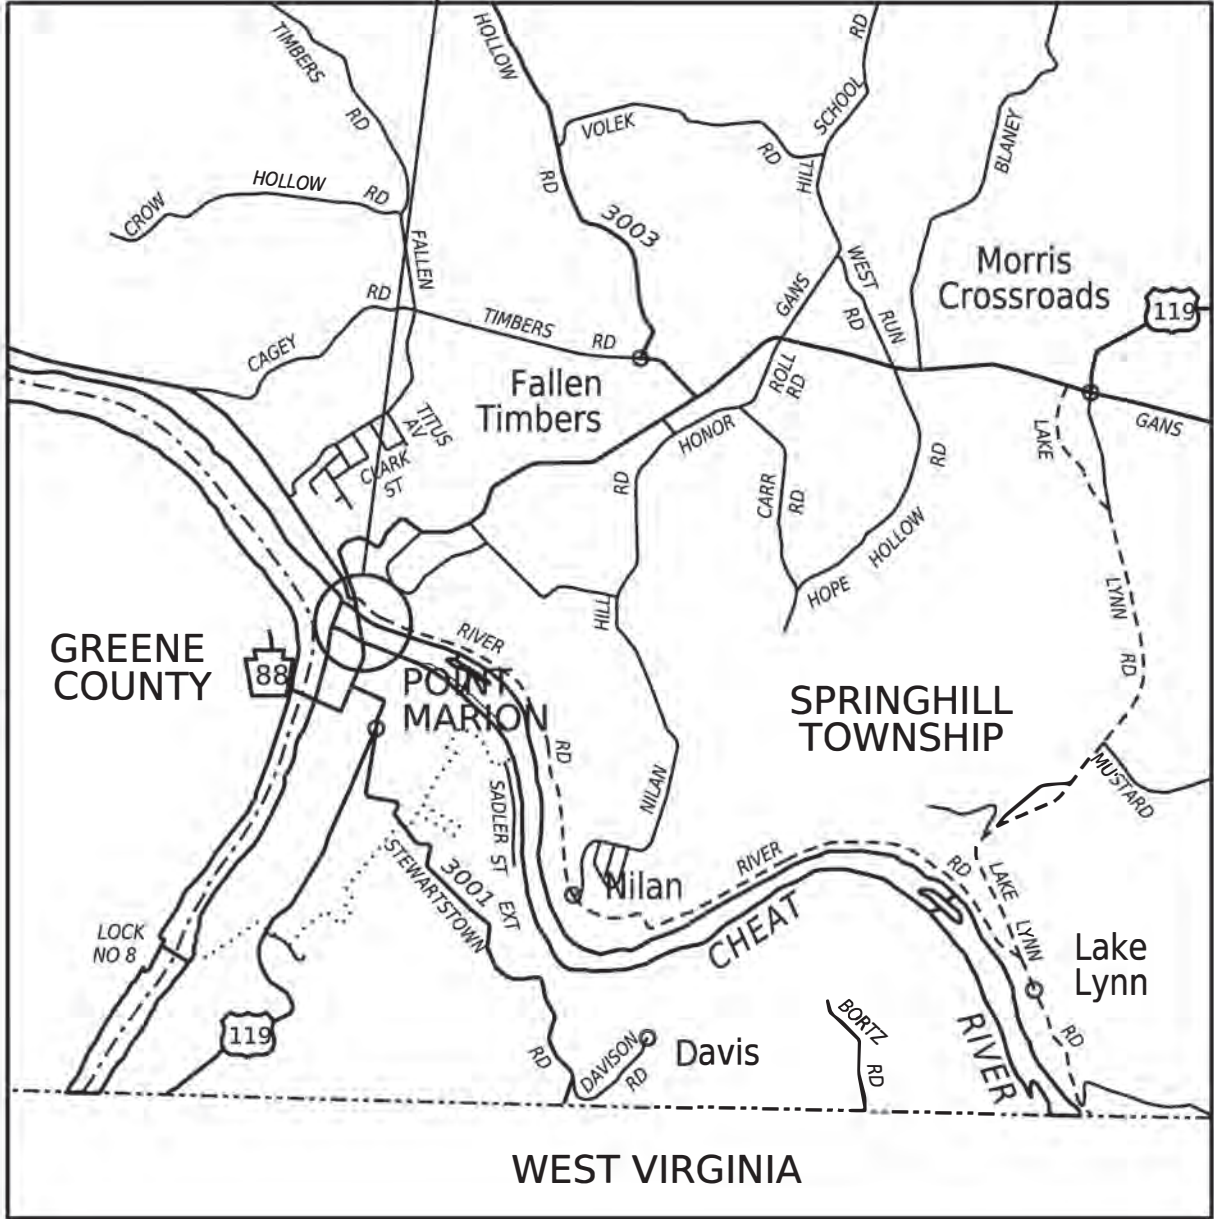 TIMBERS
RD
HOLLOW
RD
VOLEK
RD
SCHOOL
RD
HILL
BLANEY
CROW
HOLLOW
RD
FALLEN
3003
GANS
WEST
RUN
RD
Morris
Crossroads
119
RD
CAGEY
TIMBERS
RD
Fallen
Timbers
ROLL
RD
TITUS
AV
CLARK
ST
HONOR
RD
CARR
RD
RD
HOLLOW
HOPE
LAKE
GANS
LYNN
RD
HILL
RIVER
RD
GREENE
COUNTY
88
POINT
MARION
SPRINGHILL
TOWNSHIP
MUSTARD
NILAN
SADLER ST
EXT
3001
STEWARTSTOWN
RD
Nilan
RIVER
RD
LAKE
LYNN
RD
CHEAT
RIVER
Lake
Lynn
LOCK
NO 8
119
DAVISON
RD
Davis
BORTZ
RD
WEST VIRGINIA